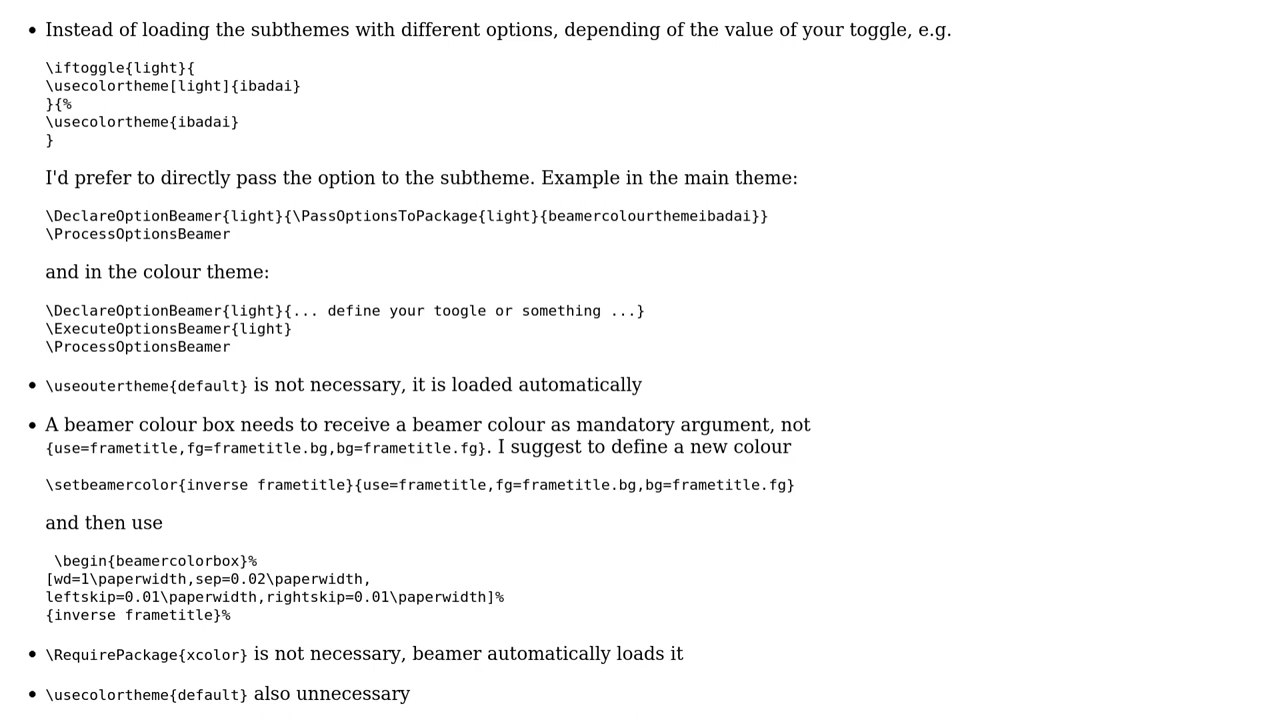 • Instead of loading the subthemes with different options, depending of the value of your toggle, e.g.
\iftoggle{light}{
\usecolortheme[light]{ibadai}
}{%
\usecolortheme{ibadai}
}
I'd prefer to directly pass the option to the subtheme. Example in the main theme:
\DeclareOptionBeamer{light}{\PassOptionsToPackage{light}{beamercolourthemeibadai}}
\ProcessOptionsBeamer
and in the colour theme:
\DeclareOptionBeamer{light}{... define your toogle or something ...}
\ExecuteOptionsBeamer{light}
\ProcessOptionsBeamer
• \useoutertheme{default} is not necessary, it is loaded automatically
• A beamer colour box needs to receive a beamer colour as mandatory argument, not
{use=frametitle,fg=frametitle.bg,bg=frametitle.fg}. I suggest to define a new colour
\setbeamercolor{inverse frametitle}{use=frametitle,fg=frametitle.bg,bg=frametitle.fg}
and then use
\begin{beamercolorbox}%
[wd=1\paperwidth,sep=0.02\paperwidth,
leftskip=0.01\paperwidth,rightskip=0.01\paperwidth]%
{inverse frametitle}%
• \RequirePackage{xcolor} is not necessary, beamer automatically loads it
• \usecolortheme{default} also unnecessary